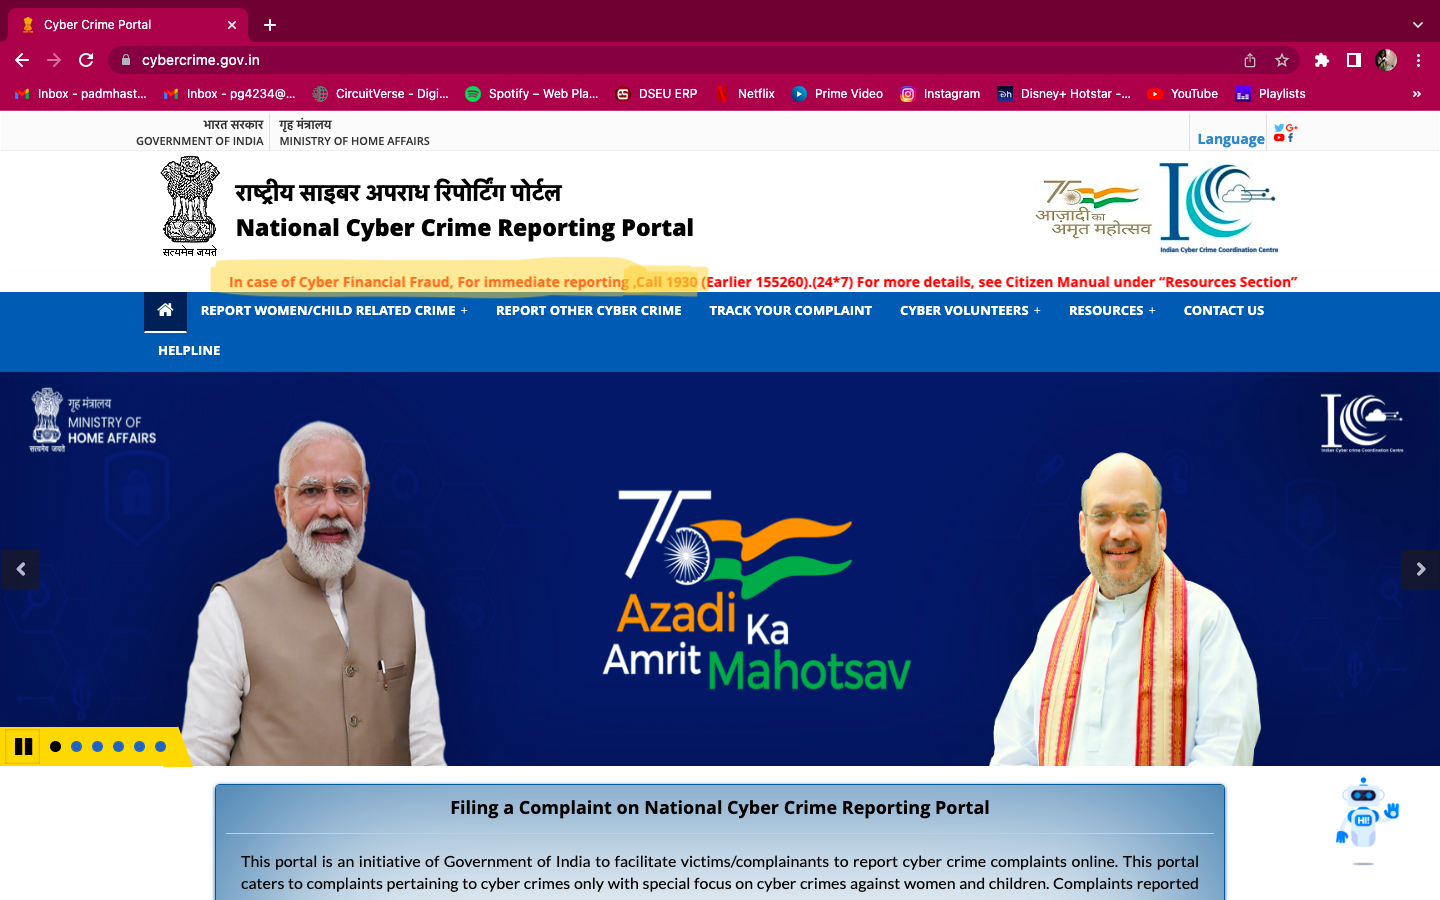 Cyber Crime Portal
cybercrime.gov.in
Inbox - padmhast...
Inbox - pg4234@...
CircuitVerse - Digi...
Spotify – Web Pla...
DSEU ERP
Netflix
Prime Video
Instagram
Disney+ Hotstar -...
YouTube
Playlists
भारत सरकार
GOVERNMENT OF INDIA
गृह मंत्रालय
MINISTRY OF HOME AFFAIRS
Language
सत्यमेव जयते
राष्ट्रीय साइबर अपराध रिपोर्टिंग पोर्टल
National Cyber Crime Reporting Portal
75
आज़ादी का
अमृत महोत्सव
Indian Cyber Crime Coordination Centre
In case of Cyber Financial Fraud, For immediate reporting ,Call 1930 (Earlier 155260).(24*7) For more details, see Citizen Manual under “Resources Section”
REPORT WOMEN/CHILD RELATED CRIME +
REPORT OTHER CYBER CRIME
TRACK YOUR COMPLAINT
CYBER VOLUNTEERS +
RESOURCES +
CONTACT US
HELPLINE
गृह मंत्रालय
MINISTRY OF
HOME AFFAIRS
सत्यमेव जयते
Indian Cyber crime Coordination Centre
75
Azadi
Ka
Amrit Mahotsav
Filing a Complaint on National Cyber Crime Reporting Portal
This portal is an initiative of Government of India to facilitate victims/complainants to report cyber crime complaints online. This portal
caters to complaints pertaining to cyber crimes only with special focus on cyber crimes against women and children. Complaints reported
HI!